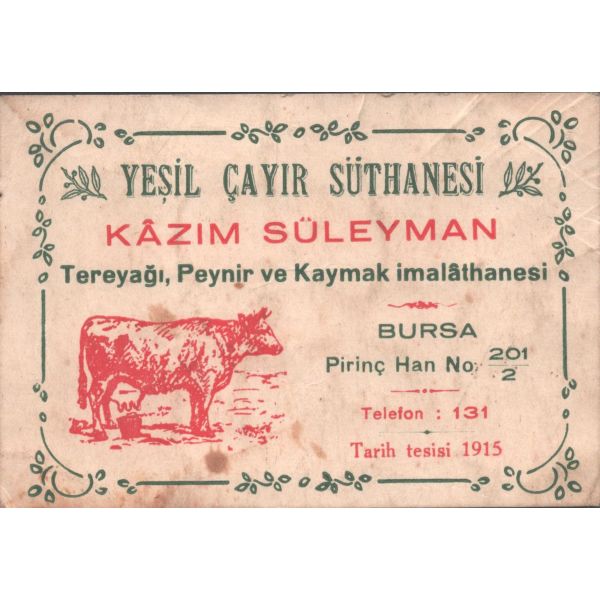 YEŞİL ÇAYIR SÜTHANESİ
KÂZIM SÜLEYMAN
Tereyağı, Peynir ve Kaymak imalâthanesi
BURSA
Pirinç Han No. 201/2
Telefon : 131
Tarih tesisi 1915